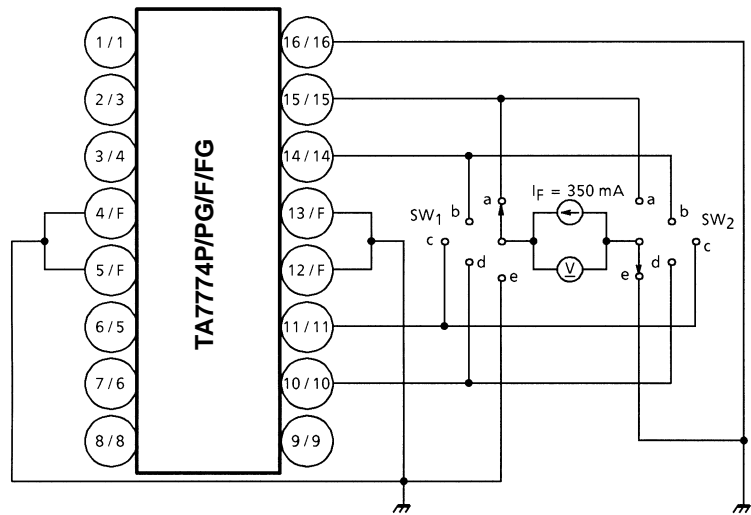 1 / 1
2 / 3
3 / 4
4 / F
5 / F
6 / 5
7 / 6
8 / 8
TA7774P/PG/F/FG
16 / 16
15 / 15
14 / 14
13 / F
12 / F
11 / 11
10 / 10
9 / 9
SW1
a
b
c
d
e
IF = 350 mA
V
SW2
a
b
c
d
e